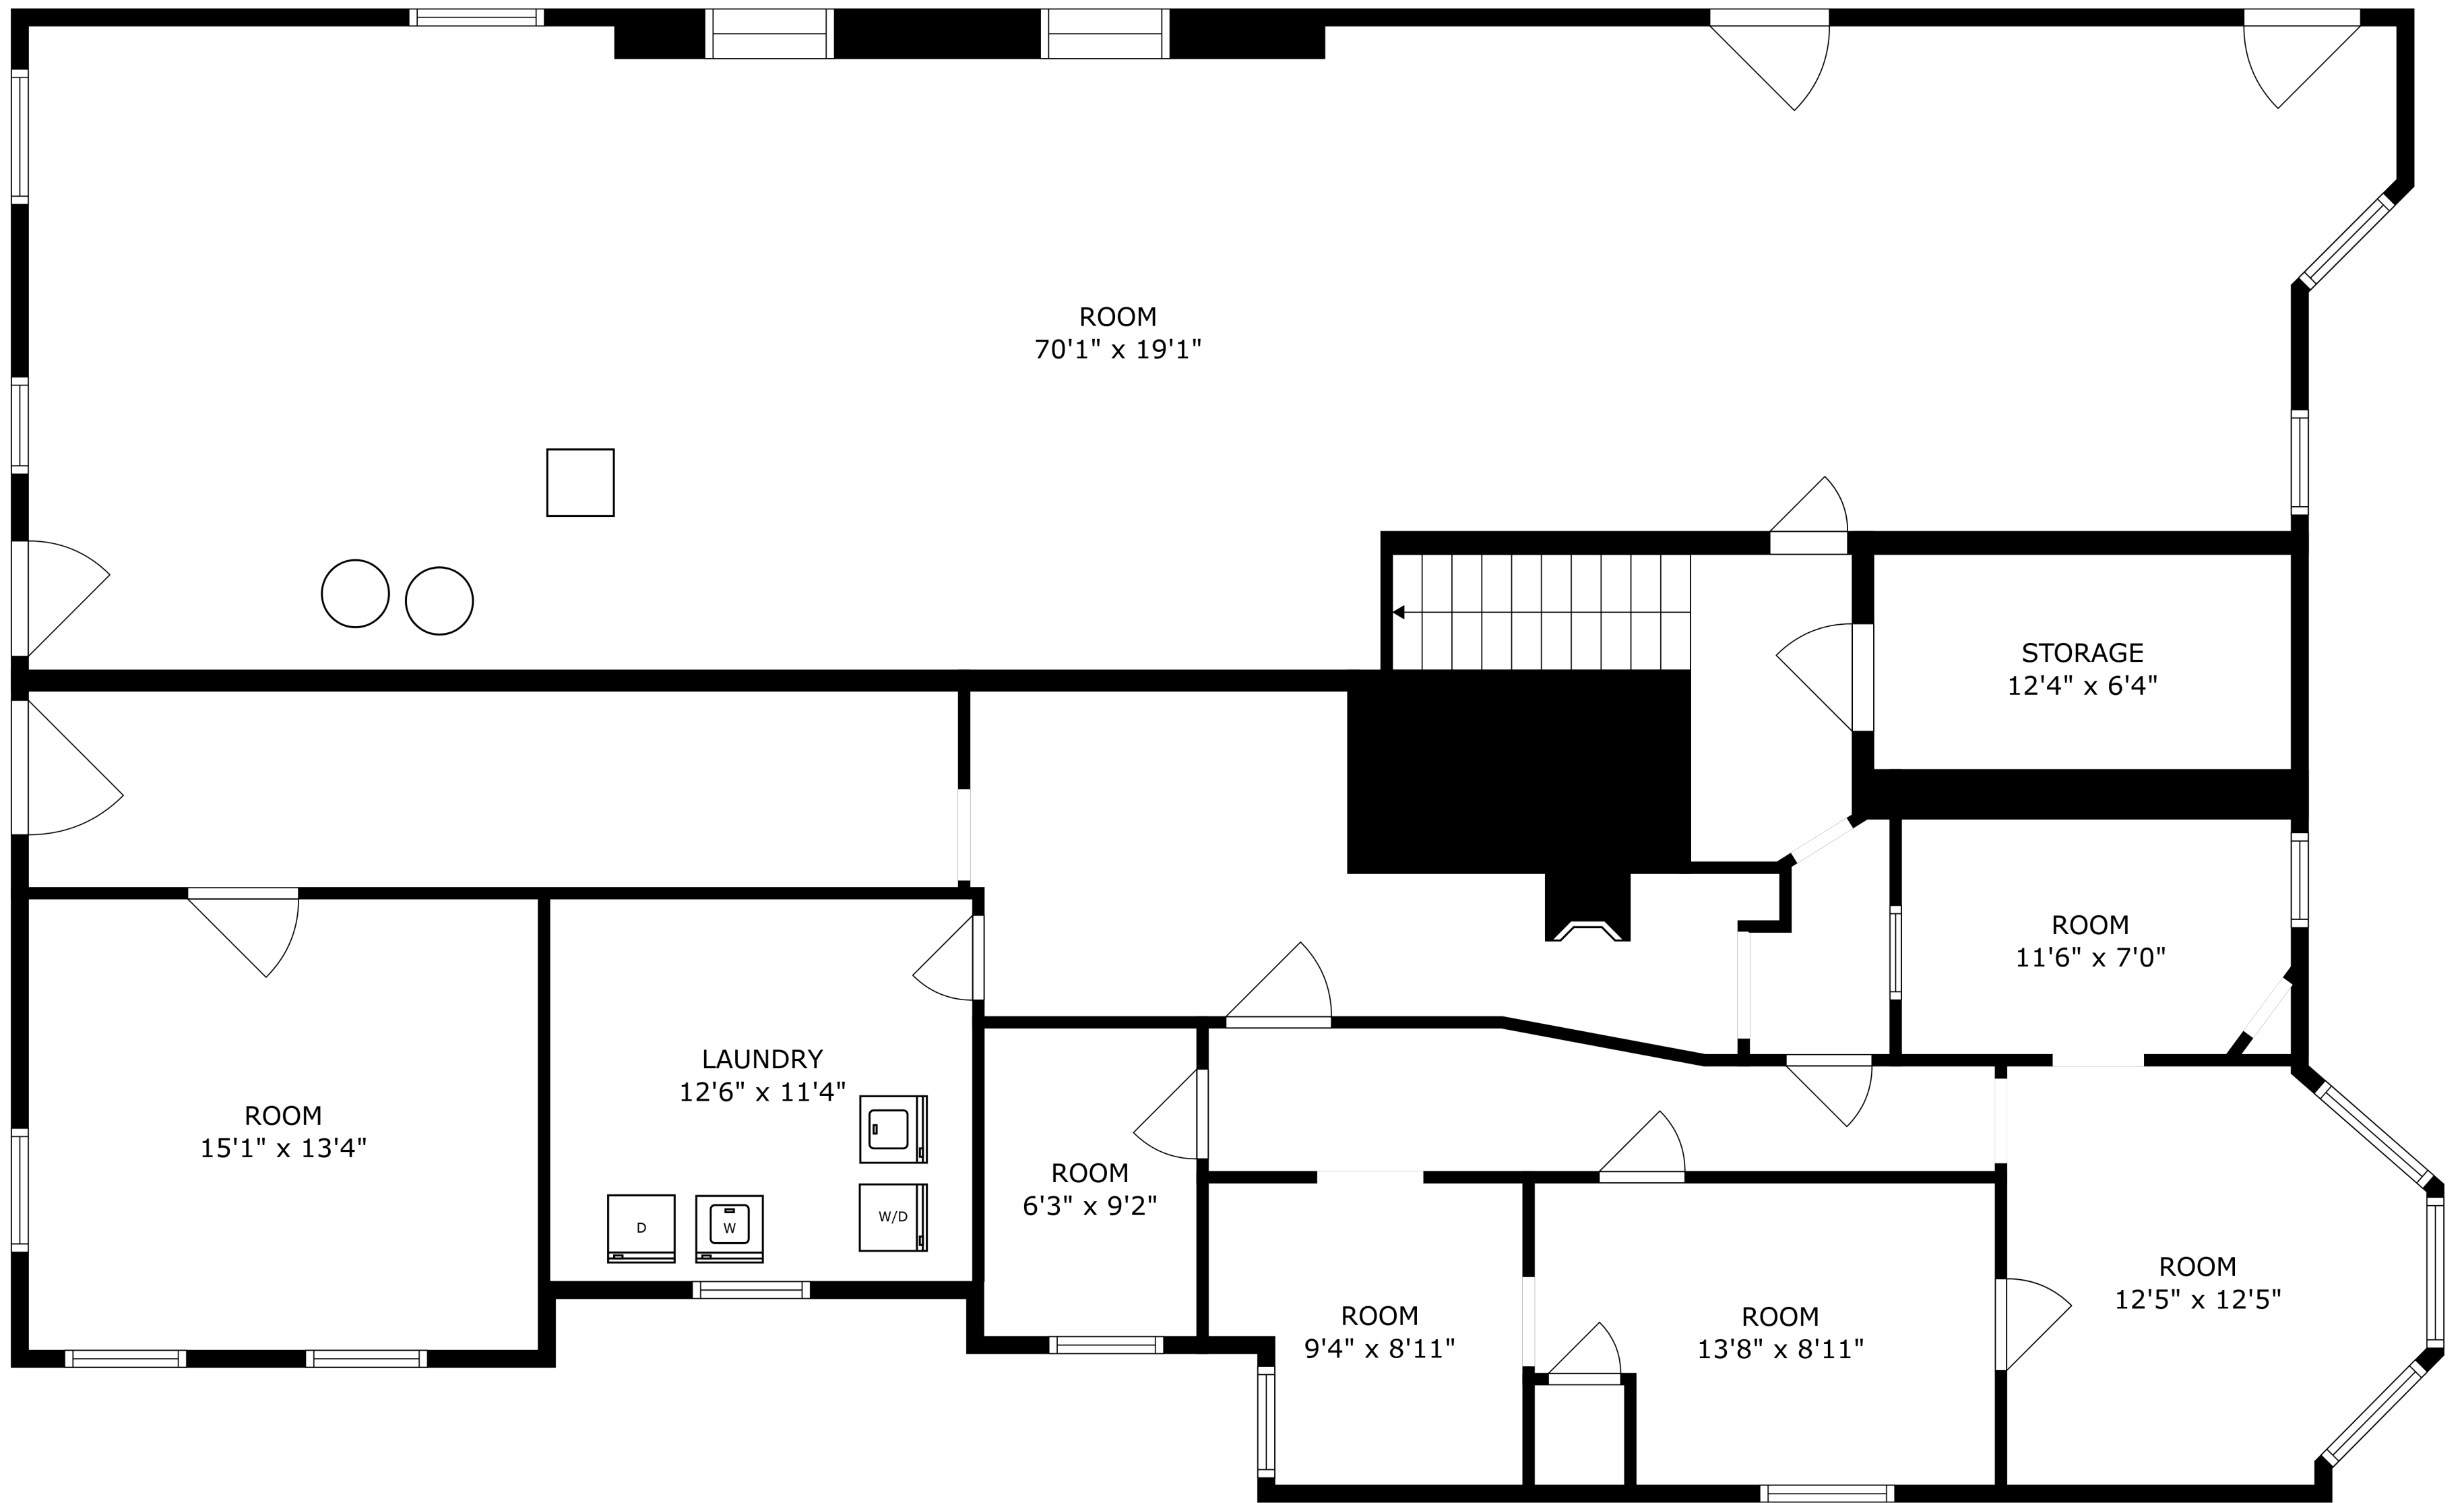 ROOM
70'1" x 19'1"
STORAGE
12'4" x 6'4"
ROOM
11'6" x 7'0"
LAUNDRY
12'6" x 11'4"
ROOM
15'1" x 13'4"
ROOM
6'3" x 9'2"
D
W
W/D
ROOM
9'4" x 8'11"
ROOM
13'8" x 8'11"
ROOM
12'5" x 12'5"